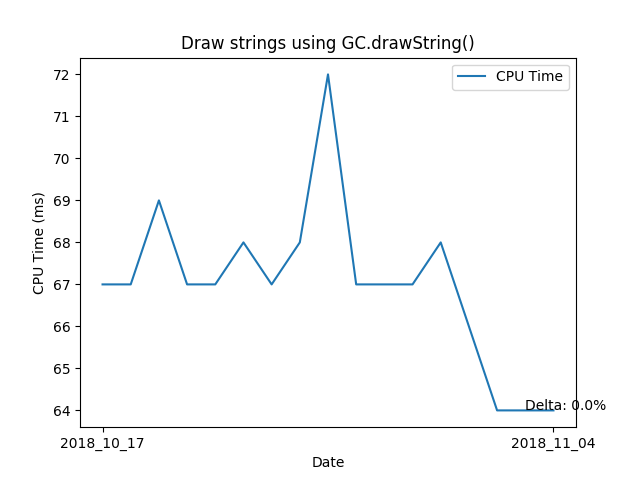 Draw strings using GC.drawString()
CPU Time
72
71
70
69
68
67
66
65
64
CPU Time (ms)
Delta: 0.0%
2018_10_17
2018_11_04
Date